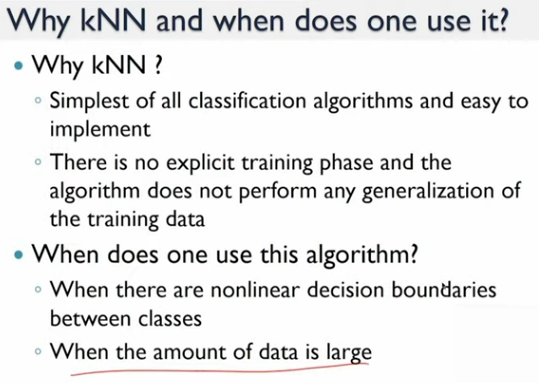 Why kNN and when does one use it?
• Why kNN ?
◦ Simplest of all classification algorithms and easy to
implement
◦ There is no explicit training phase and the
algorithm does not perform any generalization of
the training data
• When does one use this algorithm?
◦ When there are nonlinear decision boundaries
between classes
◦ When the amount of data is large